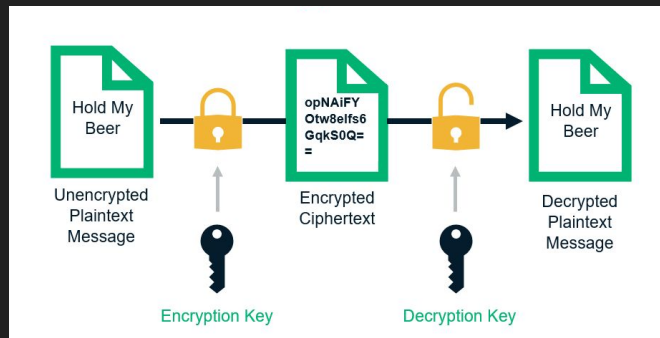 Hold My
Beer
Unencrypted
Plaintext
Message
opNAiFY
Otw8elfs6
GqkS0Q=
=
Encrypted
Ciphertext
Hold My
Beer
Decrypted
Plaintext
Message
Encryption Key
Decryption Key